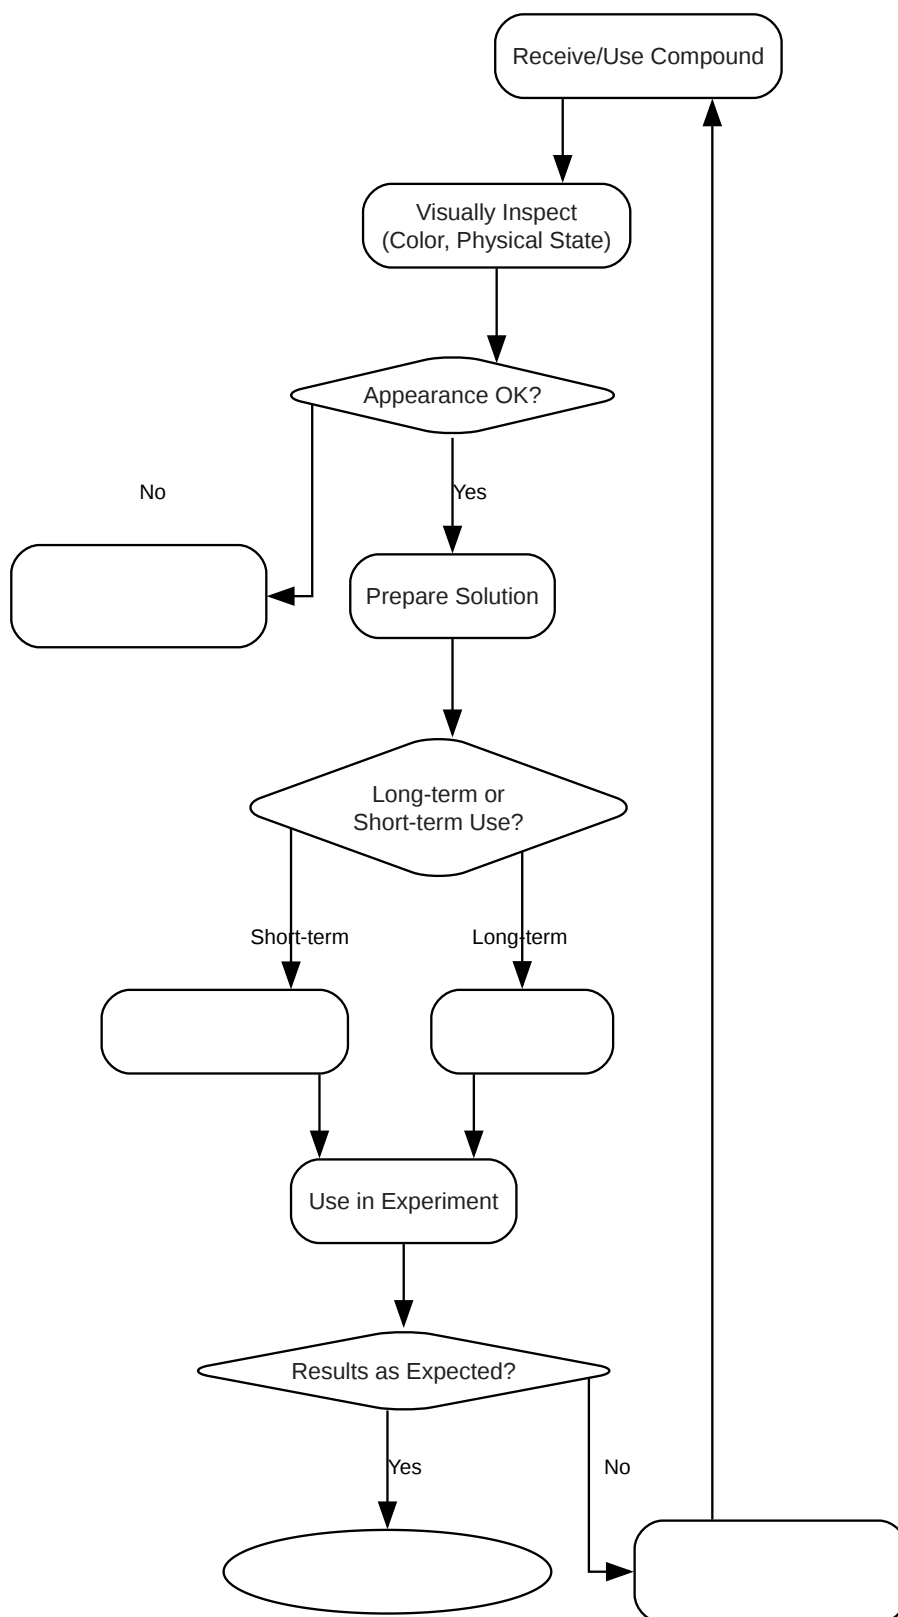 Receive/Use Compound
Visually Inspect
(Color, Physical State)
Appearance OK?
No
Yes
Prepare Solution
Long-term or
Short-term Use?
Short-term
Long-term
Use in Experiment
Results as Expected?
Yes
No